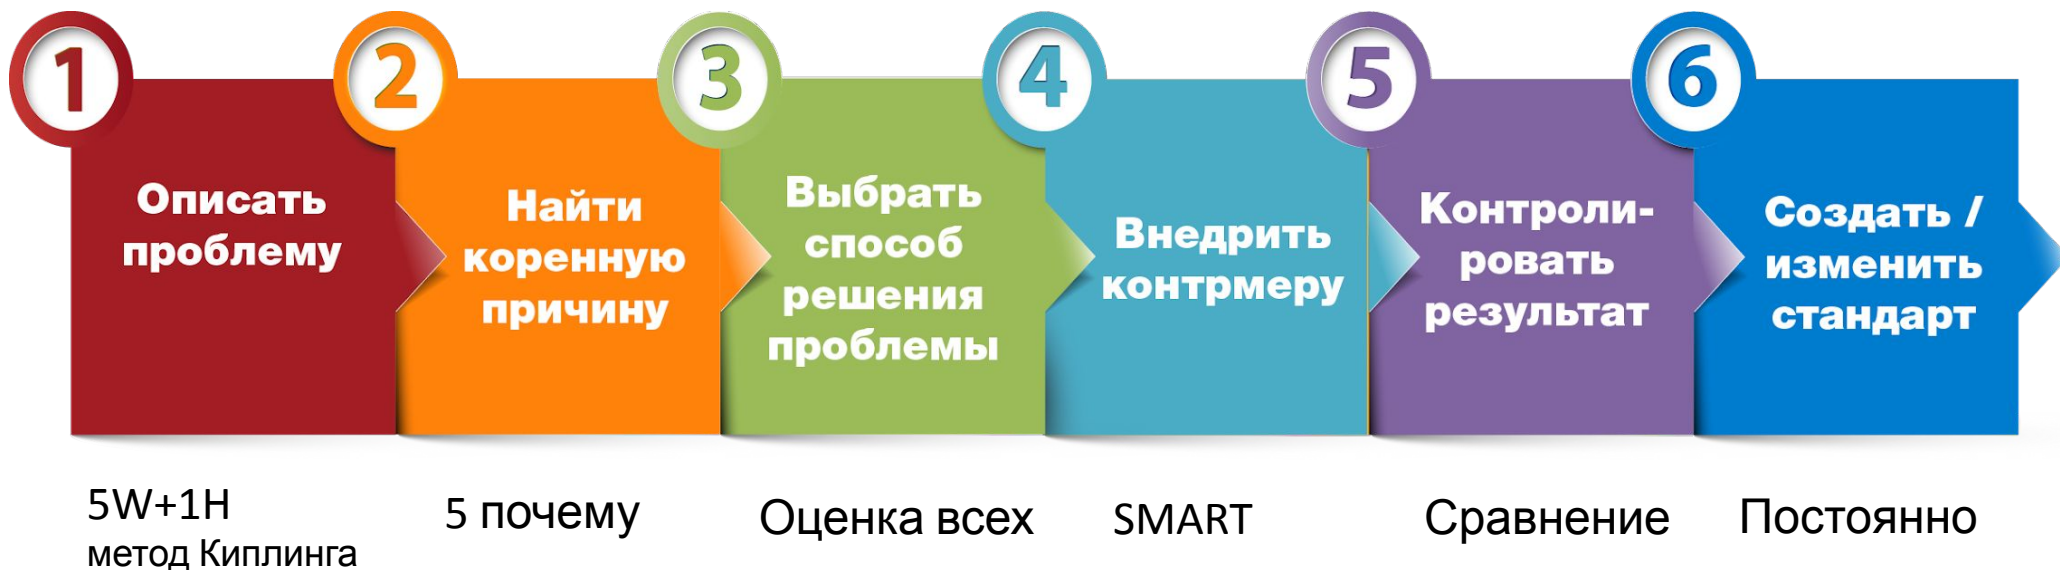 1
Описать
проблему
2
Найти
коренную
причину
3
Выбрать
способ
решения
проблемы
4
Внедрить
контрмеру
5
Контроли-
ровать
результат
6
Создать /
изменить
стандарт
5W+1H
метод Киплинга
5 почему
Оценка всех
SMART
Сравнение
Постоянно